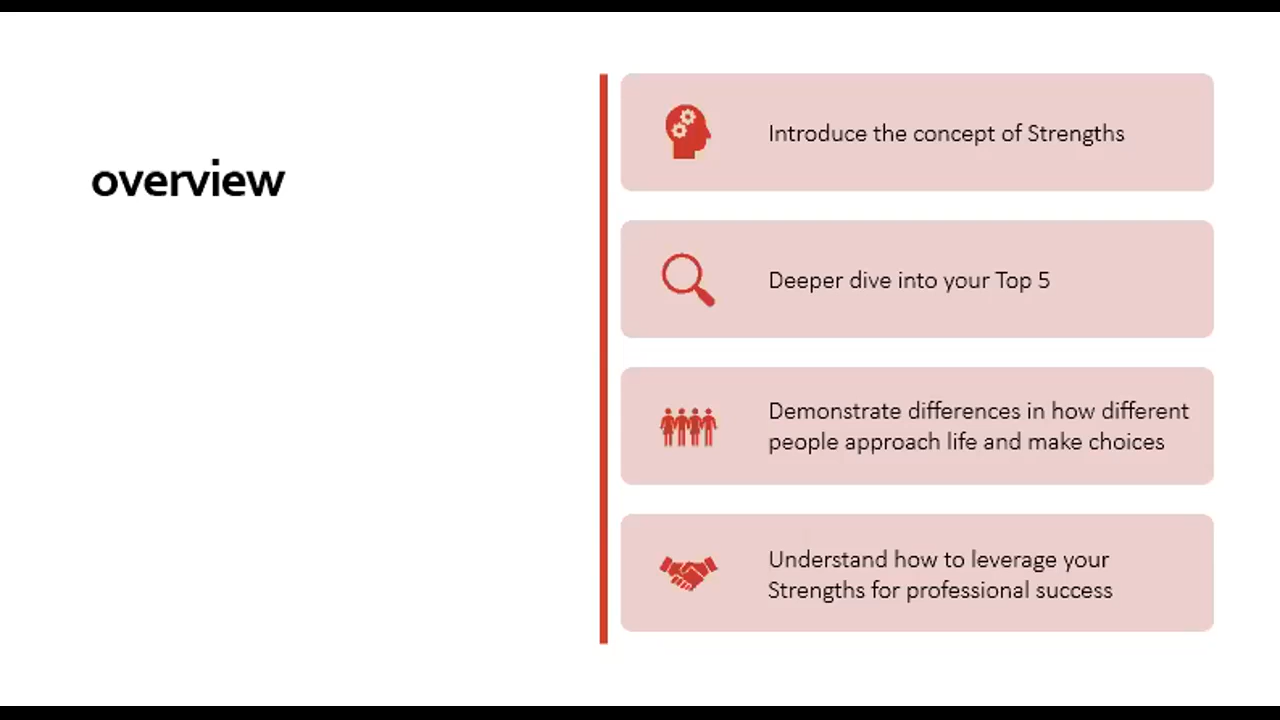 overview
Introduce the concept of Strengths
Deeper dive into your Top 5
Demonstrate differences in how different
people approach life and make choices
Understand how to leverage your
Strengths for professional success